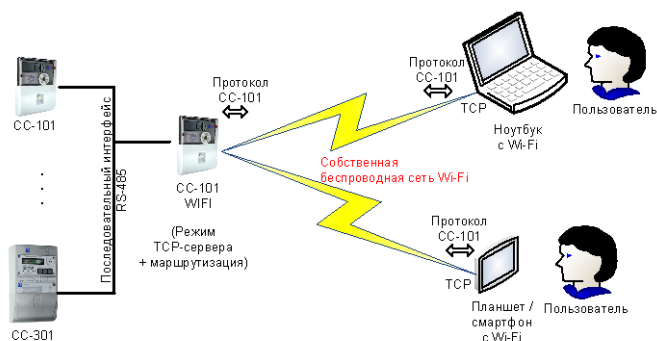 СС-101
.
.
.
СС-301
Последовательный интерфейс
RS-485
Протокол
СС-101
СС-101
WIFI
(Режим
TCP-сервера
+ маршрутизация)
Собственная
беспроводная сеть Wi-Fi
Протокол
СС-101
TCP
Ноутбук
с Wi-Fi
Пользователь
Протокол
СС-101
TCP
Планшет /
смартфон
с Wi-Fi
Пользователь